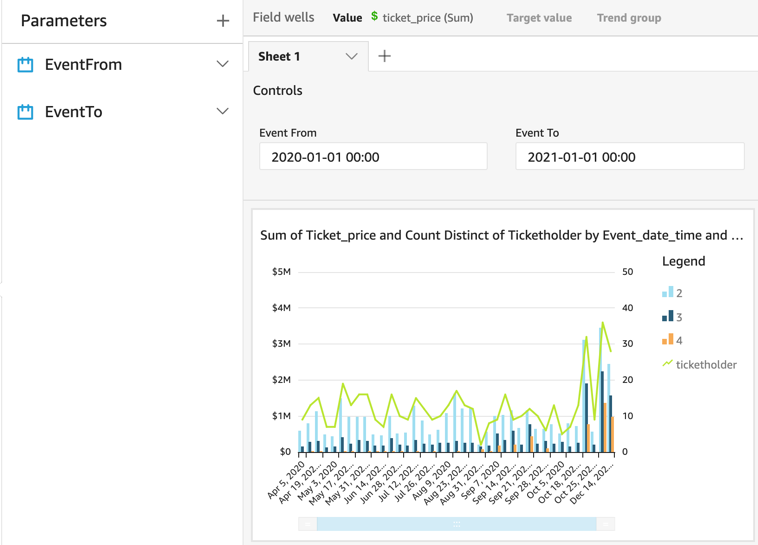 Parameters
EventFrom
EventTo
Field wells Value $ ticket_price (Sum) Target value Trend group
Sheet 1
Controls
Event From Event To
2020-01-01 00:00 2021-01-01 00:00
Sum of Ticket_price and Count Distinct of Ticketholder by Event_date_time and ...
Legend
2
3
4
ticketholder
$5M 50
$4M 40
$3M 30
$2M 20
$1M 10
$0 0
Apr 5, 2020
Apr 19, 202...
May 3, 2020
May 17, 202...
May 31, 202...
Jun 14, 202...
Jun 28, 202...
Jul 12, 202...
Jul 26, 202...
Aug 9, 2020
Aug 23, 202...
Aug 31, 202...
Sep 7, 2020
Sep 14, 202...
Sep 21, 202...
Sep 28, 202...
Oct 5, 2020
Oct 18, 202...
Oct 25, 202...
Dec 14, 202...